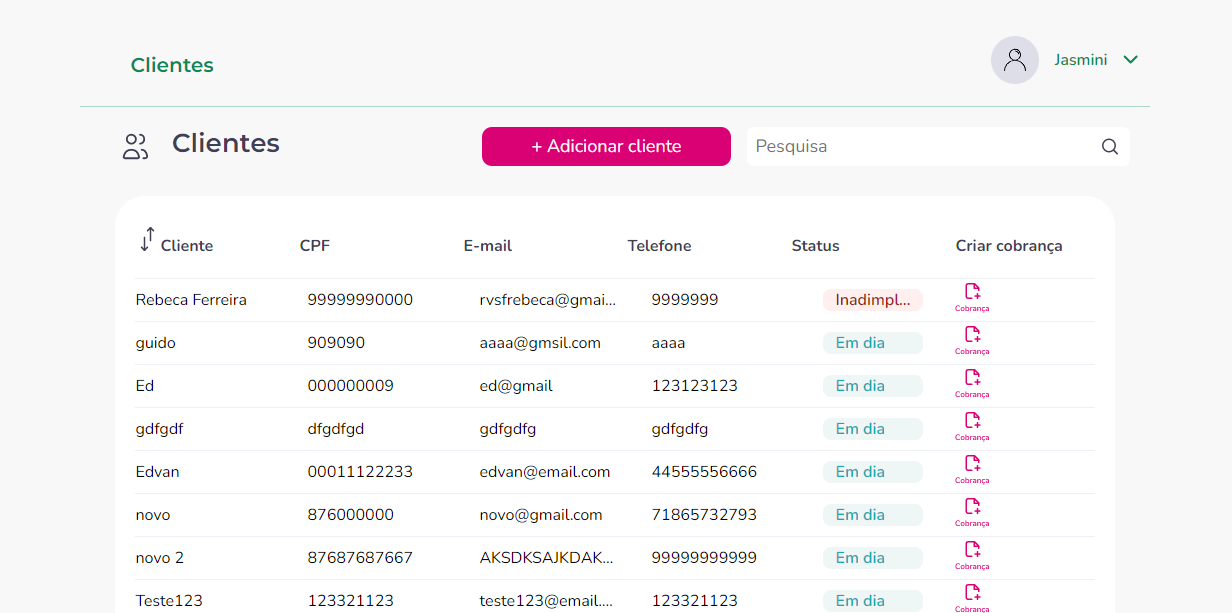 Clientes
Jasmini
Clientes
+ Adicionar cliente
Pesquisa
Cliente CPF E-mail Telefone Status Criar cobrança
Rebeca Ferreira 99999990000 rvsfrebeca@gmai... 9999999 Inadimpl... Cobrança
guido 909090 aaaa@gmsil.com aaaa Em dia Cobrança
Ed 000000009 ed@gmail 123123123 Em dia Cobrança
gdfgdf dfgdfgd gdfgdfg gdfgdfg Em dia Cobrança
Edvan 00011122233 edvan@email.com 44555556666 Em dia Cobrança
novo 876000000 novo@gmail.com 71865732793 Em dia Cobrança
novo 2 87687687667 AKSDKSAJKDAK... 99999999999 Em dia Cobrança
Teste123 123321123 teste123@email.... 123321123 Em dia Cobrança